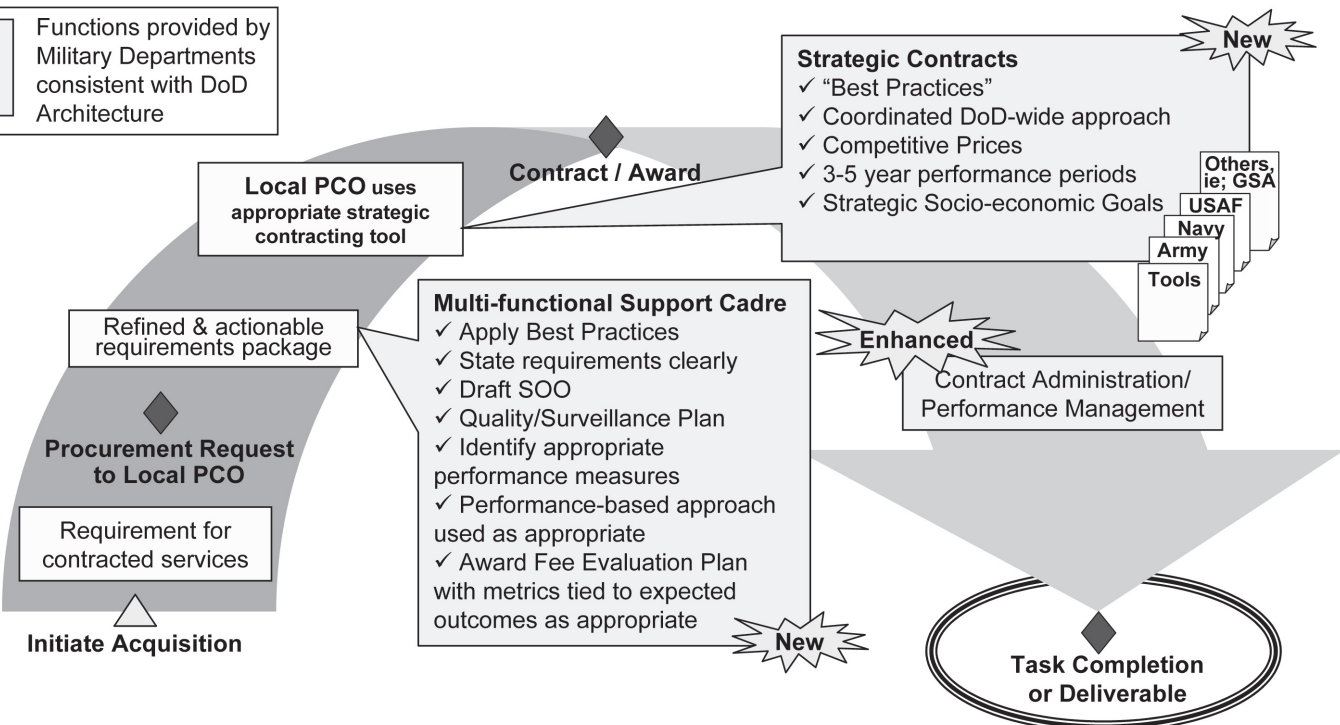 Functions provided by
Military Departments
consistent with DoD
Architecture
New
Strategic Contracts
✓ “Best Practices”
✓ Coordinated DoD-wide approach
✓ Competitive Prices
✓ 3-5 year performance periods
✓ Strategic Socio-economic Goals
Others,
ie; GSA
USAF
Navy
Army
Tools
Contract / Award
Local PCO uses
appropriate strategic
contracting tool
Multi-functional Support Cadre
✓ Apply Best Practices
✓ State requirements clearly
✓ Draft SOO
✓ Quality/Surveillance Plan
✓ Identify appropriate
performance measures
✓ Performance-based approach
used as appropriate
✓ Award Fee Evaluation Plan
with metrics tied to expected
outcomes as appropriate
New
Enhanced
Contract Administration/
Performance Management
Refined & actionable
requirements package
Procurement Request
to Local PCO
Requirement for
contracted services
Initiate Acquisition
Task Completion
or Deliverable